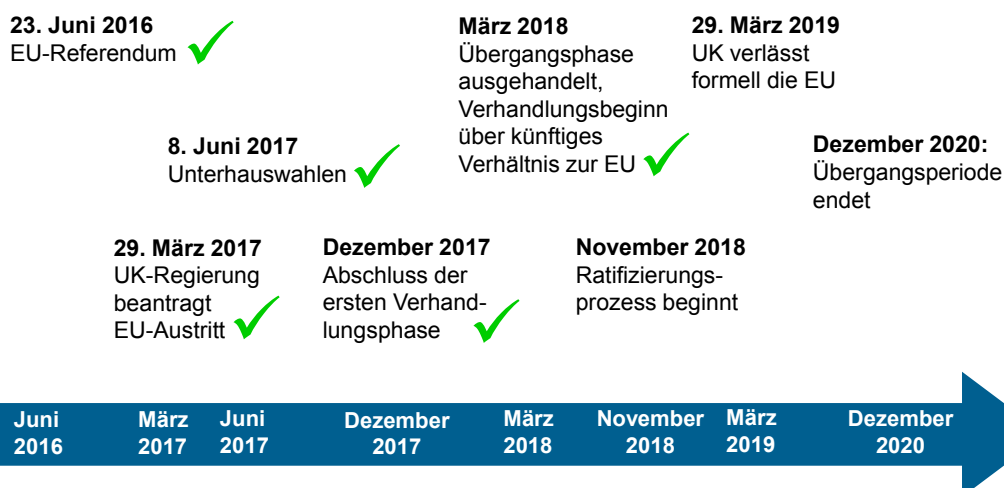 23. Juni 2016
EU-Referendum
März 2018
Übergangsphase
ausgehandelt,
Verhandlungsbeginn
über künftiges
Verhältnis zur EU
29. März 2019
UK verlässt
formell die EU
8. Juni 2017
Unterhauswahlen
Dezember 2020:
Übergangsperiode
endet
29. März 2017
UK-Regierung
beantragt
EU-Austritt
Dezember 2017
Abschluss der
ersten Verhand-
lungsphase
November 2018
Ratifizierungs-
prozess beginnt
Juni
2016
März
2017
Juni
2017
Dezember
2017
März
2018
November
2018
März
2019
Dezember
2020